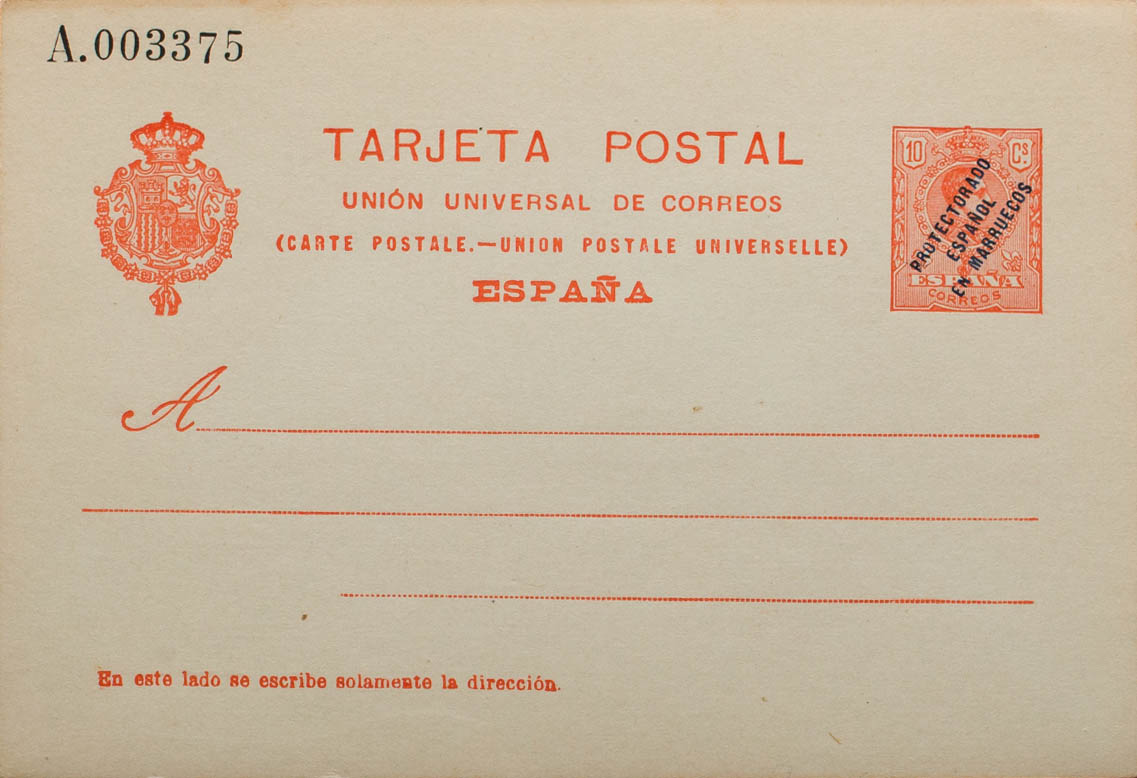 A.003375
TARJETA POSTAL
UNIÓN UNIVERSAL DE CORREOS
(CARTE POSTALE.—UNION POSTALE UNIVERSELLE)
ESPAÑA
10 Cs.
PROTECTORADO
ESPAÑOL
EN MARRUECOS
ESPAÑA
CORREOS
A
En este lado se escribe solamente la dirección.